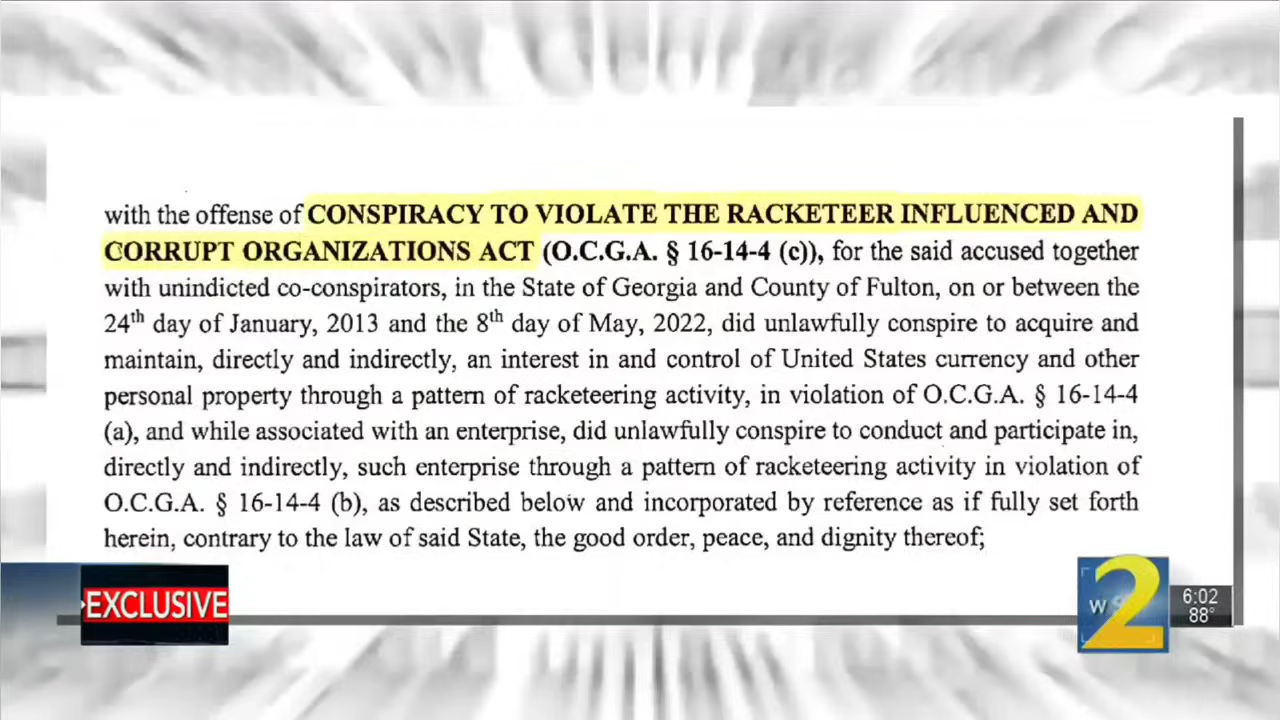 with the offense of CONSPIRACY TO VIOLATE THE RACKETEER INFLUENCED AND
CORRUPT ORGANIZATIONS ACT (O.C.G.A. § 16-14-4 (c)), for the said accused together
with unindicted co-conspirators, in the State of Georgia and County of Fulton, on or between the
24th day of January, 2013 and the 8th day of May, 2022, did unlawfully conspire to acquire and
maintain, directly and indirectly, an interest in and control of United States currency and other
personal property through a pattern of racketeering activity, in violation of O.C.G.A. § 16-14-4
(a), and while associated with an enterprise, did unlawfully conspire to conduct and participate in,
directly and indirectly, such enterprise through a pattern of racketeering activity in violation of
O.C.G.A. § 16-14-4 (b), as described below and incorporated by reference as if fully set forth
herein, contrary to the law of said State, the good order, peace, and dignity thereof;
EXCLUSIVE
2
6:02
88°